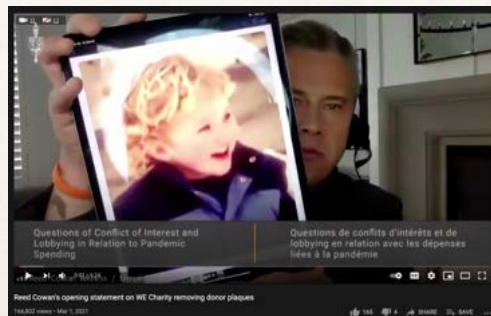 Questions of Conflict of Interest and
Lobbying in Relation to Pandemic
Spending
Questions de conflits d'intérêts et de
lobbying en relation avec les dépenses
liées à la pandémie
Reed Cowan's opening statement on WE Charity removing donor plaques
166,802 views • Mar 1, 2021
165
4
SHARE
SAVE